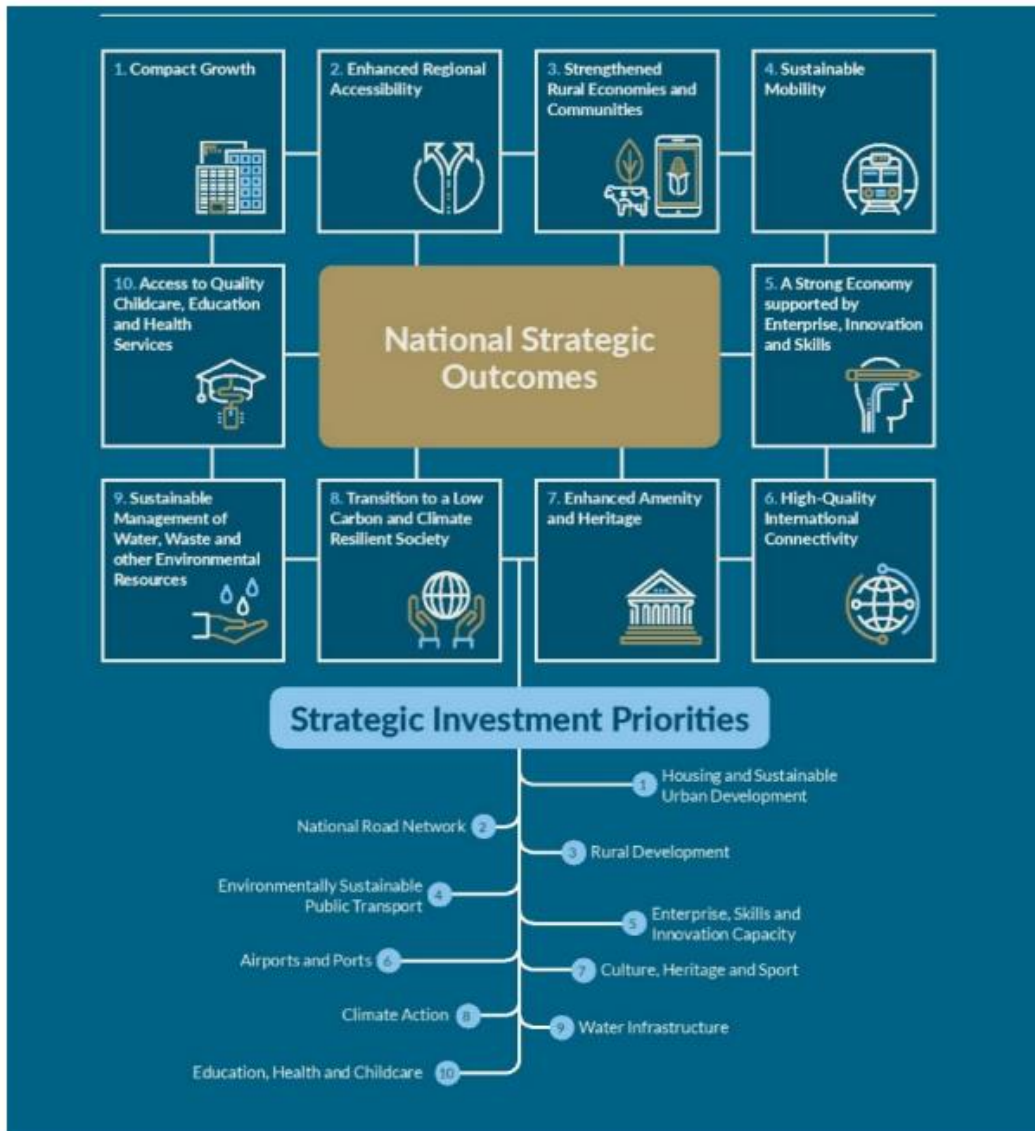 1. Compact Growth
2. Enhanced Regional
Accessibility
3. Strengthened
Rural Economies and
Communities
4. Sustainable
Mobility
10. Access to Quality
Childcare, Education
and Health
Services
National Strategic
Outcomes
5. A Strong Economy
supported by
Enterprise, Innovation
and Skills
9. Sustainable
Management of
Water, Waste and
other Environmental
Resources
8. Transition to a Low
Carbon and Climate
Resilient Society
7. Enhanced Amenity
and Heritage
6. High-Quality
International
Connectivity
Strategic Investment Priorities
1 Housing and Sustainable
Urban Development
National Road Network 2
3 Rural Development
Environmentally Sustainable
Public Transport 4
5 Enterprise, Skills and
Innovation Capacity
Airports and Ports 6
7 Culture, Heritage and Sport
Climate Action 8
9 Water Infrastructure
Education, Health and Childcare 10